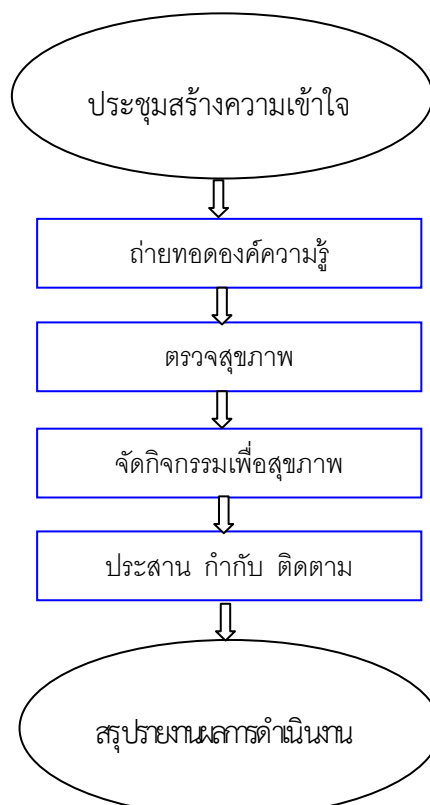 ประชุมสร้างความเข้าใจ
ถ่ายทอดองค์ความรู้
ตรวจสุขภาพ
จัดกิจกรรมเพื่อสุขภาพ
ประสาน กำกับ ติดตาม
สรุปรายงานผลการดำเนินงาน